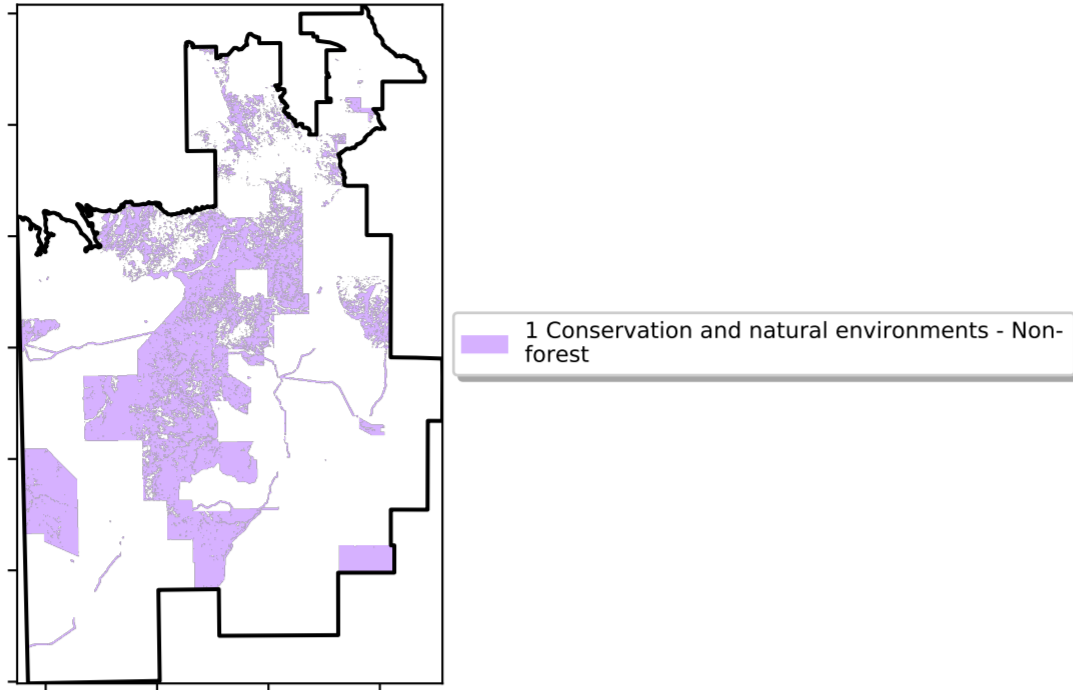 1 Conservation and natural environments - Non-
forest